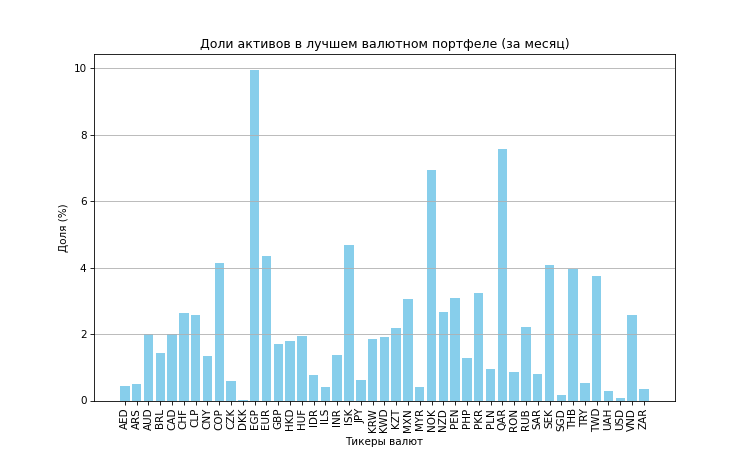 Доли активов в лучшем валютном портфеле (за месяц)
10
8
6
4
2
0
Доля (%)
AED ARS AUD BRL CAD CHF CLP CNY COP CZK DKK EGP EUR GBP HKD HUF IDR ILS INR ISK JPY KRW KWD KZT MXN MYR NOK NZD PEN PHP PKR PLN QAR RON RUB SAR SEK SGD THB TRY TWD UAH USD VND ZAR
Тикеры валют